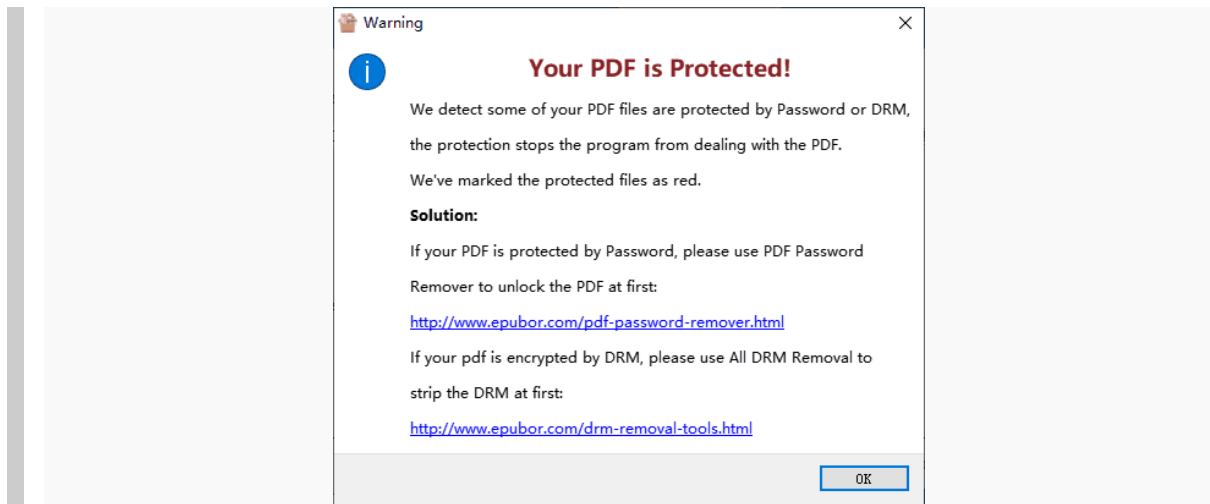 Warning
Your PDF is Protected!
We detect some of your PDF files are protected by Password or DRM,
the protection stops the program from dealing with the PDF.
We've marked the protected files as red.
Solution:
If your PDF is protected by Password, please use PDF Password
Remover to unlock the PDF at first:
http://www.epubor.com/pdf-password-remover.html
If your pdf is encrypted by DRM, please use All DRM Removal to
strip the DRM at first:
http://www.epubor.com/drm-removal-tools.html
OK